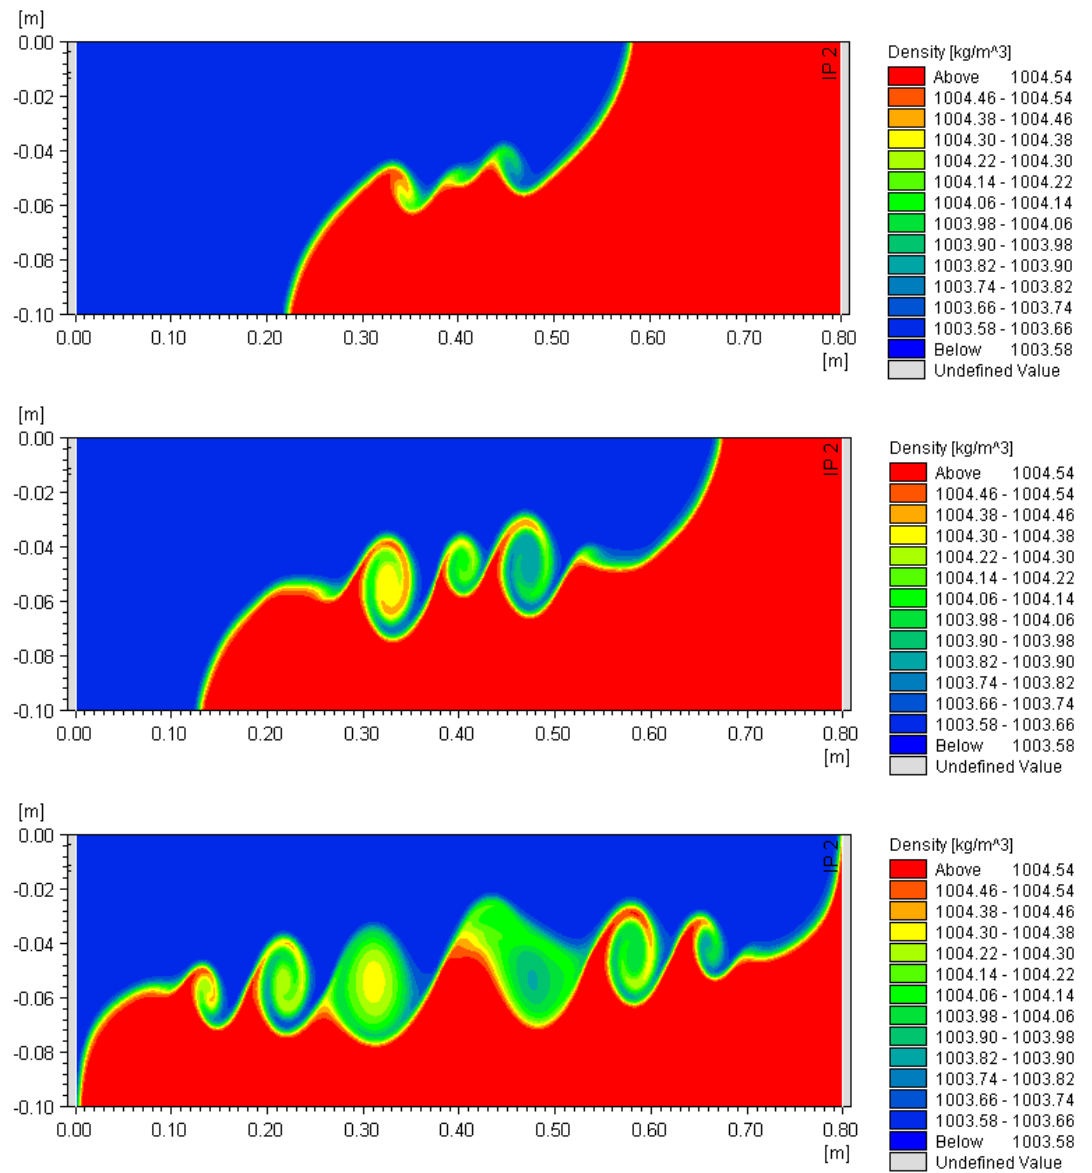 [m]
0.00
-0.02
-0.04
-0.06
-0.08
-0.10
0.00 0.10 0.20 0.30 0.40 0.50 0.60 0.70 0.80
[m]
IP 2
Density [kg/m^3]
Above 1004.54
1004.46 - 1004.54
1004.38 - 1004.46
1004.30 - 1004.38
1004.22 - 1004.30
1004.14 - 1004.22
1004.06 - 1004.14
1003.98 - 1004.06
1003.90 - 1003.98
1003.82 - 1003.90
1003.74 - 1003.82
1003.66 - 1003.74
1003.58 - 1003.66
Below 1003.58
Undefined Value
[m]
0.00
-0.02
-0.04
-0.06
-0.08
-0.10
0.00 0.10 0.20 0.30 0.40 0.50 0.60 0.70 0.80
[m]
IP 2
Density [kg/m^3]
Above 1004.54
1004.46 - 1004.54
1004.38 - 1004.46
1004.30 - 1004.38
1004.22 - 1004.30
1004.14 - 1004.22
1004.06 - 1004.14
1003.98 - 1004.06
1003.90 - 1003.98
1003.82 - 1003.90
1003.74 - 1003.82
1003.66 - 1003.74
1003.58 - 1003.66
Below 1003.58
Undefined Value
[m]
0.00
-0.02
-0.04
-0.06
-0.08
-0.10
0.00 0.10 0.20 0.30 0.40 0.50 0.60 0.70 0.80
[m]
IP 2
Density [kg/m^3]
Above 1004.54
1004.46 - 1004.54
1004.38 - 1004.46
1004.30 - 1004.38
1004.22 - 1004.30
1004.14 - 1004.22
1004.06 - 1004.14
1003.98 - 1004.06
1003.90 - 1003.98
1003.82 - 1003.90
1003.74 - 1003.82
1003.66 - 1003.74
1003.58 - 1003.66
Below 1003.58
Undefined Value